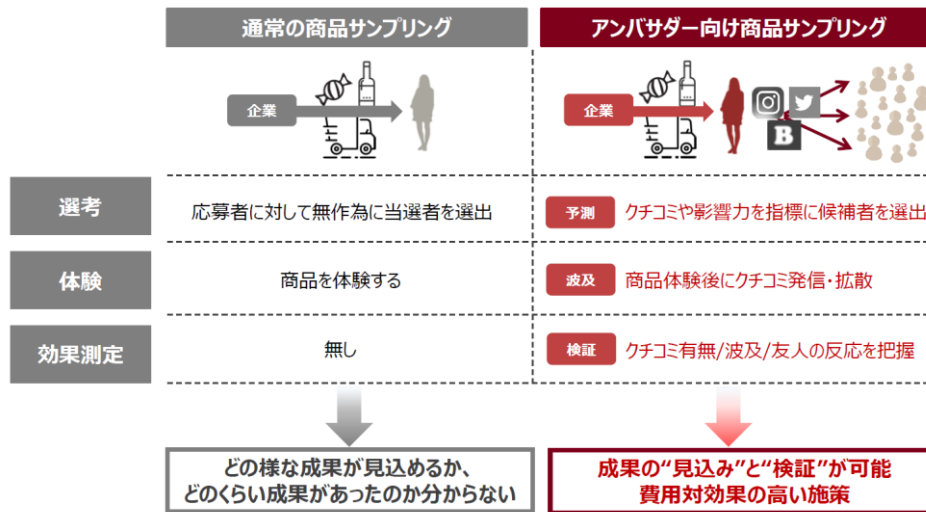 通常の商品サンプリング
アンバサダー向け商品サンプリング
企業
企業
B
選考
応募者に対して無作為に当選者を選出
予測
クチコミや影響力を指標に候補者を選出
体験
商品を体験する
波及
商品体験後にクチコミ発信・拡散
効果測定
無し
検証
クチコミ有無/波及/友人の反応を把握
どの様な成果が見込めるか、
どのくらい成果があったのか分からない
成果の“見込み”と“検証”が可能
費用対効果の高い施策